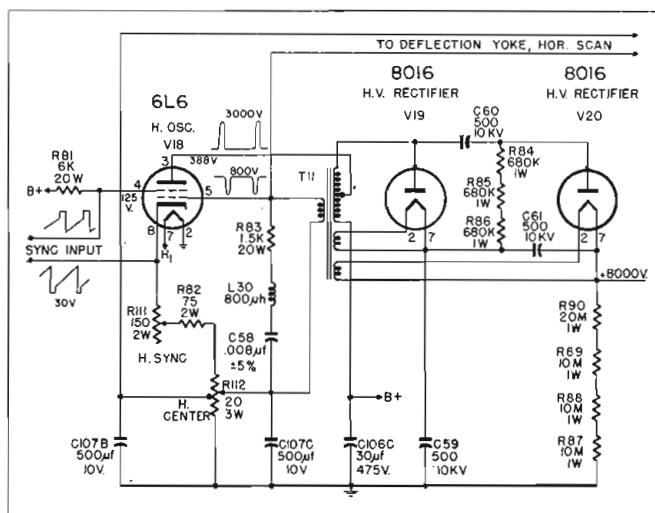 TO DEFLECTION YOKE, HOR. SCAN
6L6
H. OSC.
V18
3000V
388V
800V
8016
H.V. RECTIFIER
V19
8016
H.V. RECTIFIER
V20
C60
500
10KV
R84
680K
1W
R85
680K
1W
R86
680K
1W
C61
500
10KV
R81
6K
20W
B+
125
V.
3
4
5
8
7
2
H1
SYNC INPUT
30V
T11
2
7
2
7
+8000V
R83
1.5K
20W
L30
800μh
C58
.008μf
±5%
R111
150
2W
H. SYNC
R82
75
2W
R112
20
3W
H.
CENTER
B+
R90
20M
1W
R69
10M
1W
R88
10M
1W
R87
10M
1W
C107B
500μf
10V.
C107C
500μf
10V
C106C
30μf
475V.
C59
500
10KV